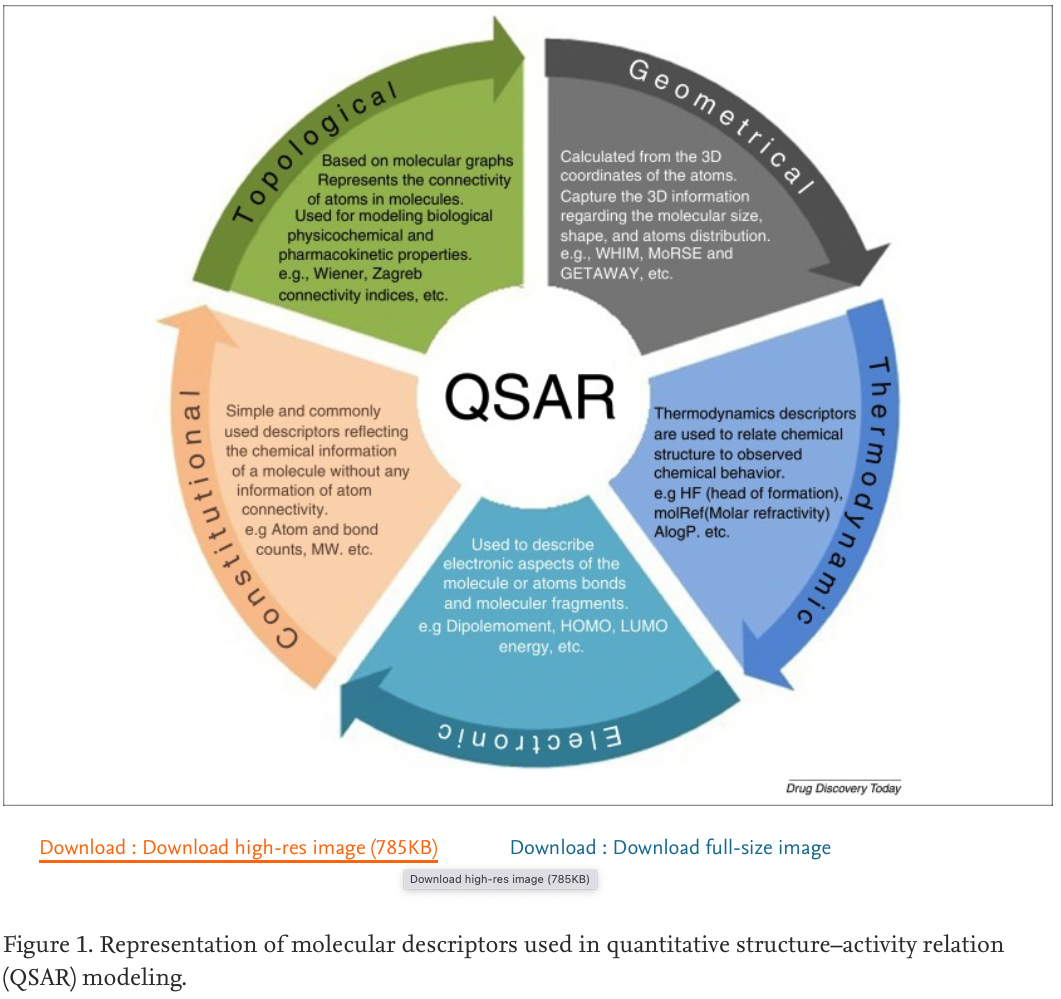 Topological
Based on molecular graphs
Represents the connectivity
of atoms in molecules.
Used for modeling biological
physicochemical and
pharmacokinetic properties.
e.g., Wiener, Zagreb
connectivity indices, etc.
Geometrical
Calculated from the 3D
coordinates of the atoms.
Capture the 3D information
regarding the molecular size,
shape, and atoms distribution.
e.g., WHIM, MoRSE and
GETAWAY, etc.
QSAR
Thermodynamic
Thermodynamics descriptors
are used to relate chemical
structure to observed
chemical behavior.
e.g HF (head of formation),
molRef(Molar refractivity)
AlogP. etc.
Electronic
Used to describe
electronic aspects of the
molecule or atoms bonds
and moleculer fragments.
e.g Dipolemoment, HOMO, LUMO
energy, etc.
Constitutional
Simple and commonly
used descriptors reflecting
the chemical information
of a molecule without any
information of atom
connectivity.
e.g Atom and bond
counts, MW. etc.
Drug Discovery Today
Download : Download high-res image (785KB)
Download : Download full-size image
Download high-res image (785KB)
Figure 1. Representation of molecular descriptors used in quantitative structure–activity relation
(QSAR) modeling.